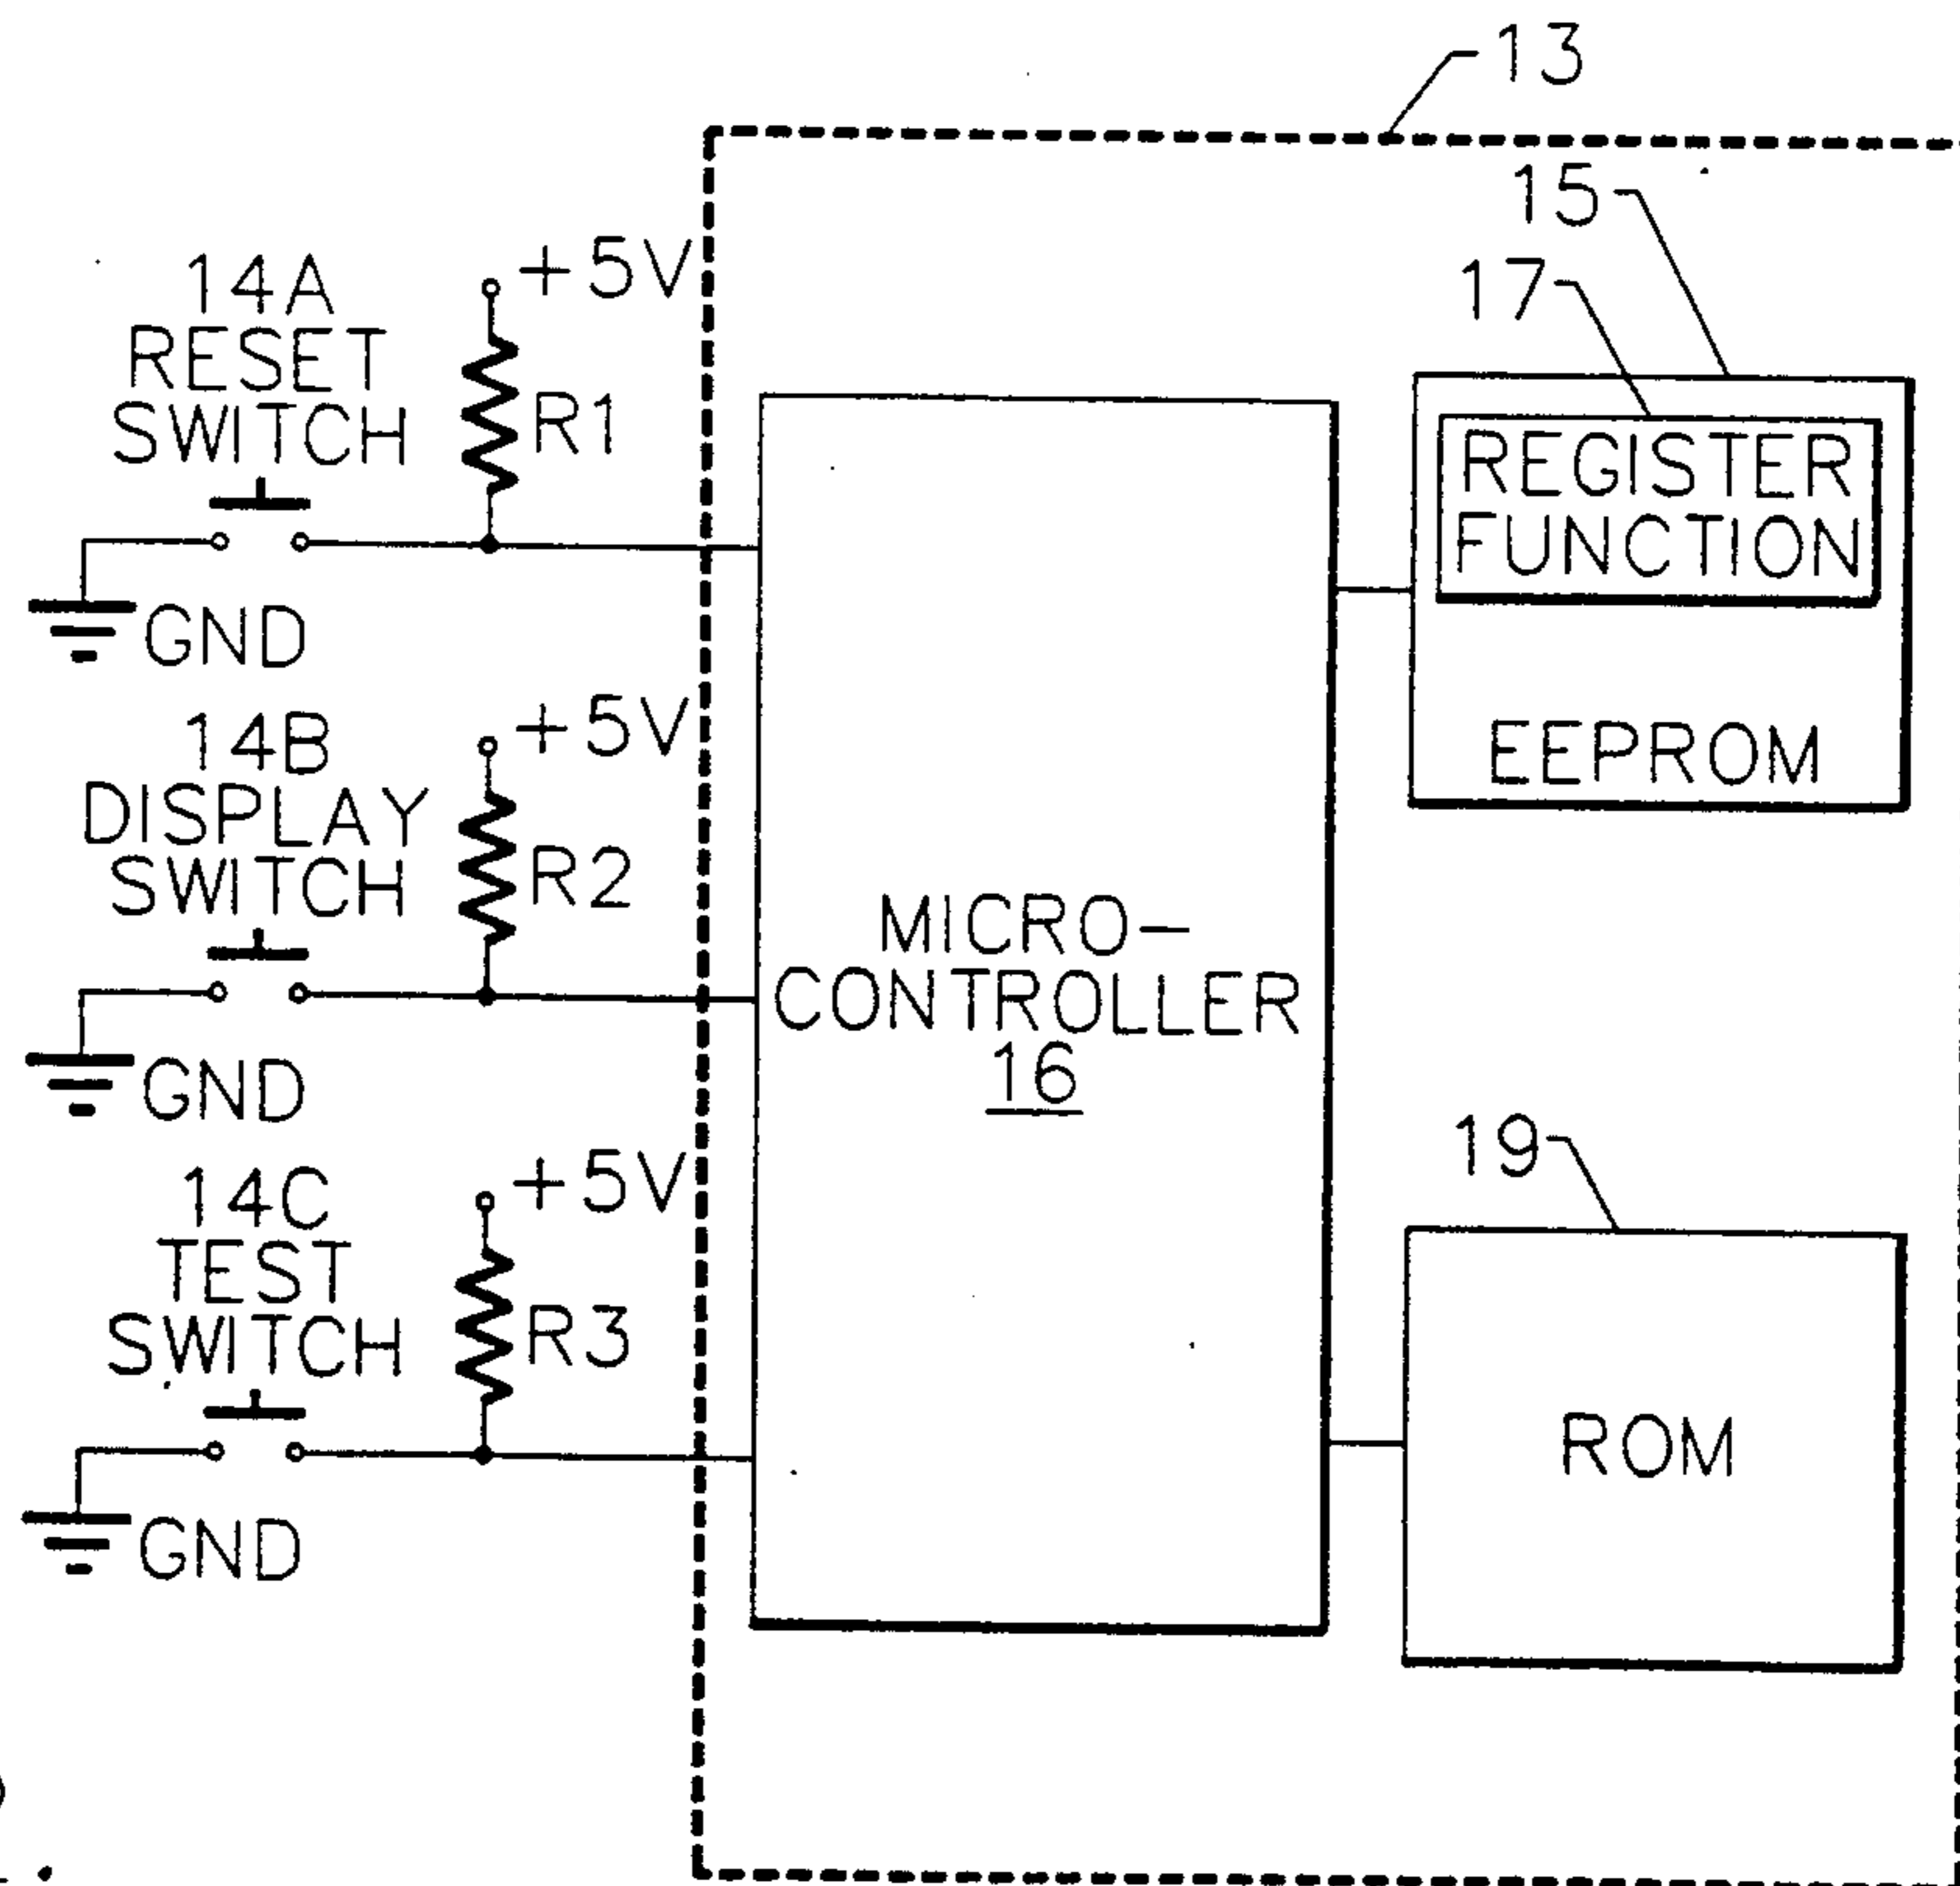 13
15
17
14A
RESET
SWITCH
+5V
R1
GND
REGISTER
FUNCTION
EEPROM
14B
DISPLAY
SWITCH
+5V
R2
GND
MICRO-
CONTROLLER
16
19
14C
TEST
SWITCH
+5V
R3
GND
ROM